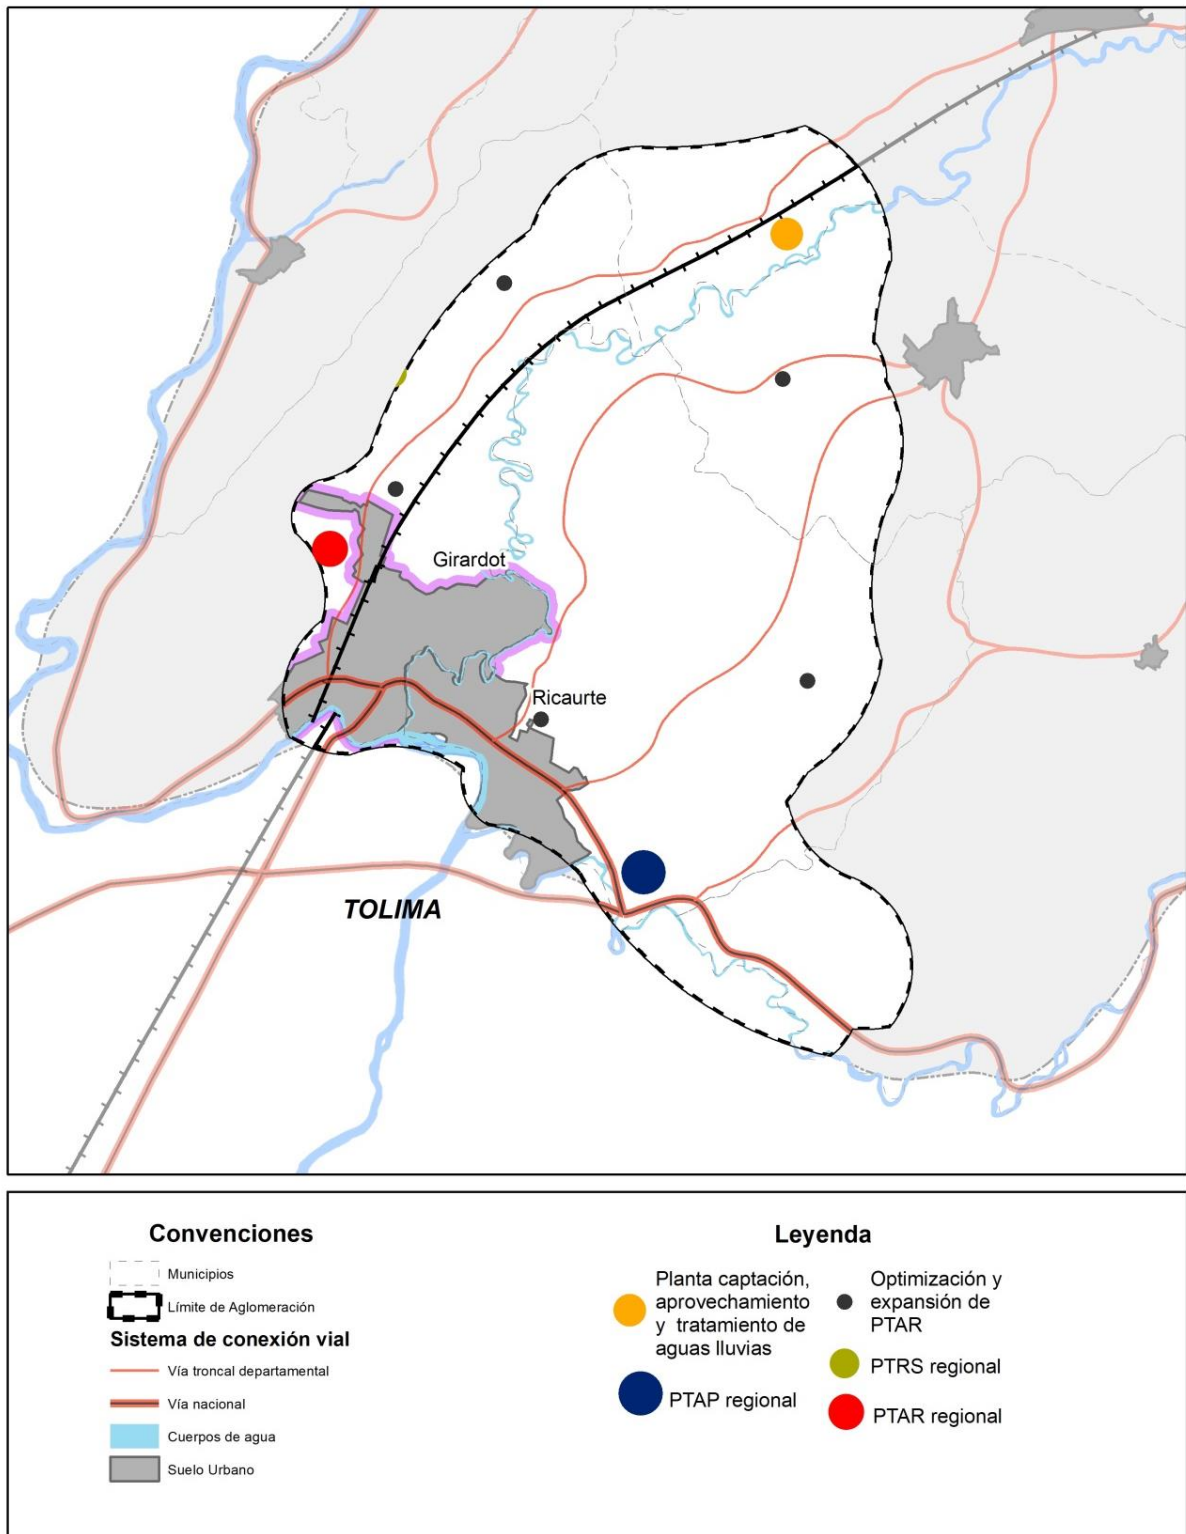 Girardot
Ricaurte
TOLIMA
Convenciones
Municipios
Límite de Aglomeración
Sistema de conexión vial
Vía troncal departamental
Vía nacional
Cuerpos de agua
Suelo Urbano
Leyenda
Planta captación,
aprovechamiento
y tratamiento de
aguas lluvias
PTAP regional
Optimización y
expansión de
PTAR
PTRS regional
PTAR regional